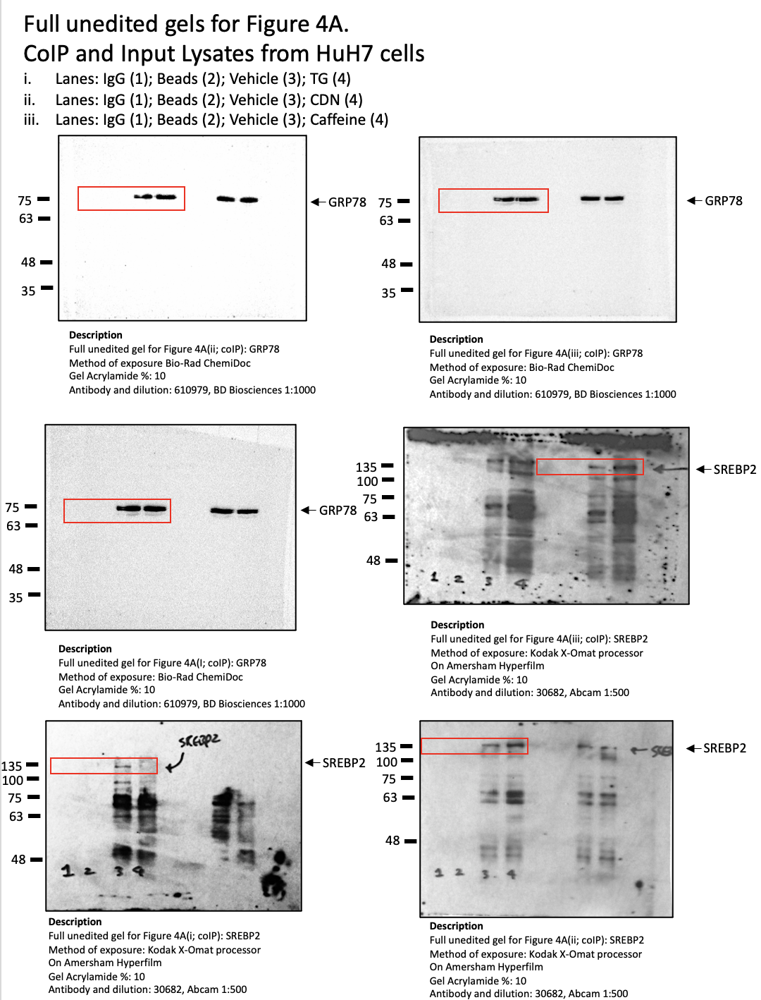 Full unedited gels for Figure 4A.
CoIP and Input Lysates from HuH7 cells
i. Lanes: IgG (1); Beads (2); Vehicle (3); TG (4)
ii. Lanes: IgG (1); Beads (2); Vehicle (3); CDN (4)
iii. Lanes: IgG (1); Beads (2); Vehicle (3); Caffeine (4)
75
63
48
35
GRP78
Description
Full unedited gel for Figure 4A(ii; coIP): GRP78
Method of exposure Bio-Rad ChemiDoc
Gel Acrylamide %: 10
Antibody and dilution: 610979, BD Biosciences 1:1000
75
63
48
35
GRP78
Description
Full unedited gel for Figure 4A(iii; coIP): GRP78
Method of exposure: Bio-Rad ChemiDoc
Gel Acrylamide %: 10
Antibody and dilution: 610979, BD Biosciences 1:1000
75
63
48
35
GRP78
Description
Full unedited gel for Figure 4A(I; coIP): GRP78
Method of exposure: Bio-Rad ChemiDoc
Gel Acrylamide %: 10
Antibody and dilution: 610979, BD Biosciences 1:1000
135
100
75
63
48
SREBP2
1 2 3 4
Description
Full unedited gel for Figure 4A(iii; coIP): SREBP2
Method of exposure: Kodak X-Omat processor
On Amersham Hyperfilm
Gel Acrylamide %: 10
Antibody and dilution: 30682, Abcam 1:500
SREBP2
135
100
75
63
48
SREBP2
1 2 3 4
Description
Full unedited gel for Figure 4A(i; coIP): SREBP2
Method of exposure: Kodak X-Omat processor
On Amersham Hyperfilm
Gel Acrylamide %: 10
Antibody and dilution: 30682, Abcam 1:500
135
100
75
63
48
SREBP2
1 2 3. 4
Description
Full unedited gel for Figure 4A(ii; coIP): SREBP2
Method of exposure: Kodak X-Omat processor
On Amersham Hyperfilm
Gel Acrylamide %: 10
Antibody and dilution: 30682, Abcam 1:500